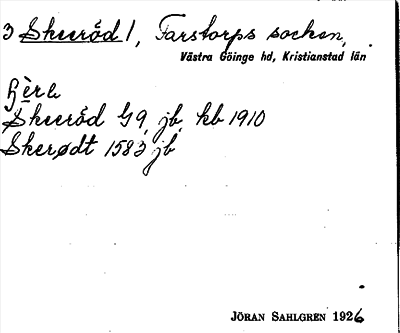 3 Skeeröd 1, Farstorps socken,
Västra Göinge hd, Kristianstad län
Skeeröd G9, jb, kb 1910
Skerødt 1583 jb
JÖRAN SAHLGREN 1926